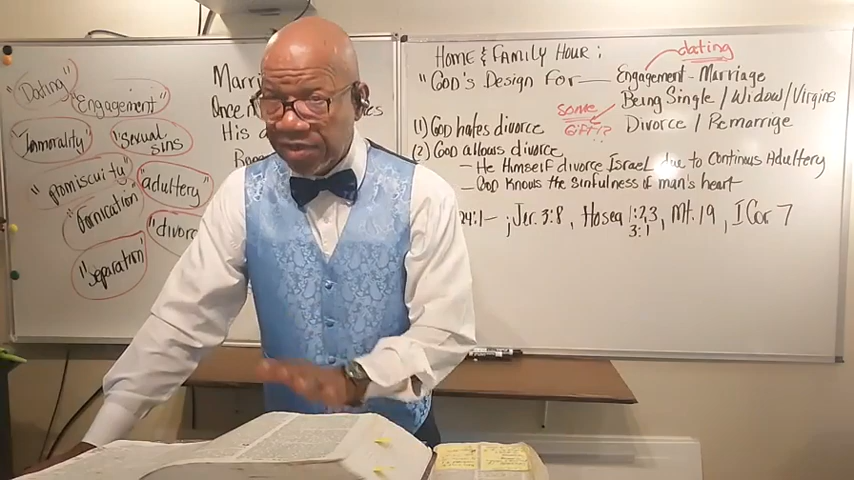 "Dating"
"Engagement"
"Immorality"
"Sexual sins
"Promiscuity"
"adultery"
"Fornication
"divorc
"Separation"
Marri
Once
His
HOME & FAMILY HOUR :
dating
"GOD'S DESIGN FOR — Engagement - Marriage
Being Single / Widow / Virgins
Divorce / Remarriage
SOME
GIFT!?
(1) GOD hates divorce
(2) GOD allows divorce
- He Himself divorce Israel due to Continuos Adultery
- GOD Knows the sinfulness of man's heart
24:1- ; Jer. 3:8, Hosea 1:2,3, Mt. 19, I Cor 7
3:1